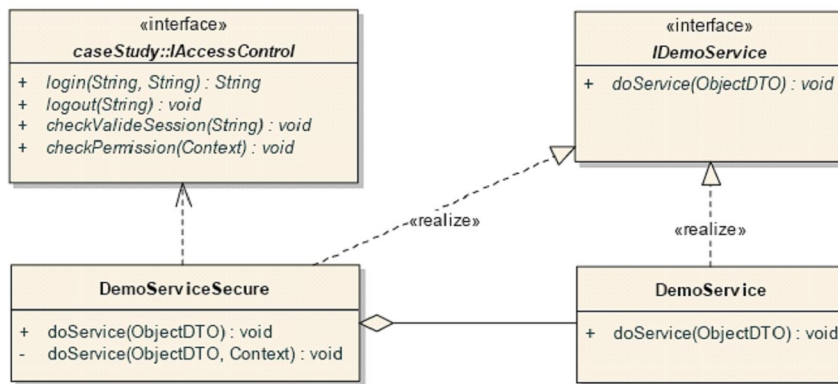 «interface»
caseStudy::IAccessControl
+ login(String, String) : String
+ logout(String) : void
+ checkValideSession(String) : void
+ checkPermission(Context) : void
«interface»
IDemoService
+ doService(ObjectDTO) : void
«realize»
«realize»
DemoServiceSecure
+ doService(ObjectDTO) : void
- doService(ObjectDTO, Context) : void
DemoService
+ doService(ObjectDTO) : void